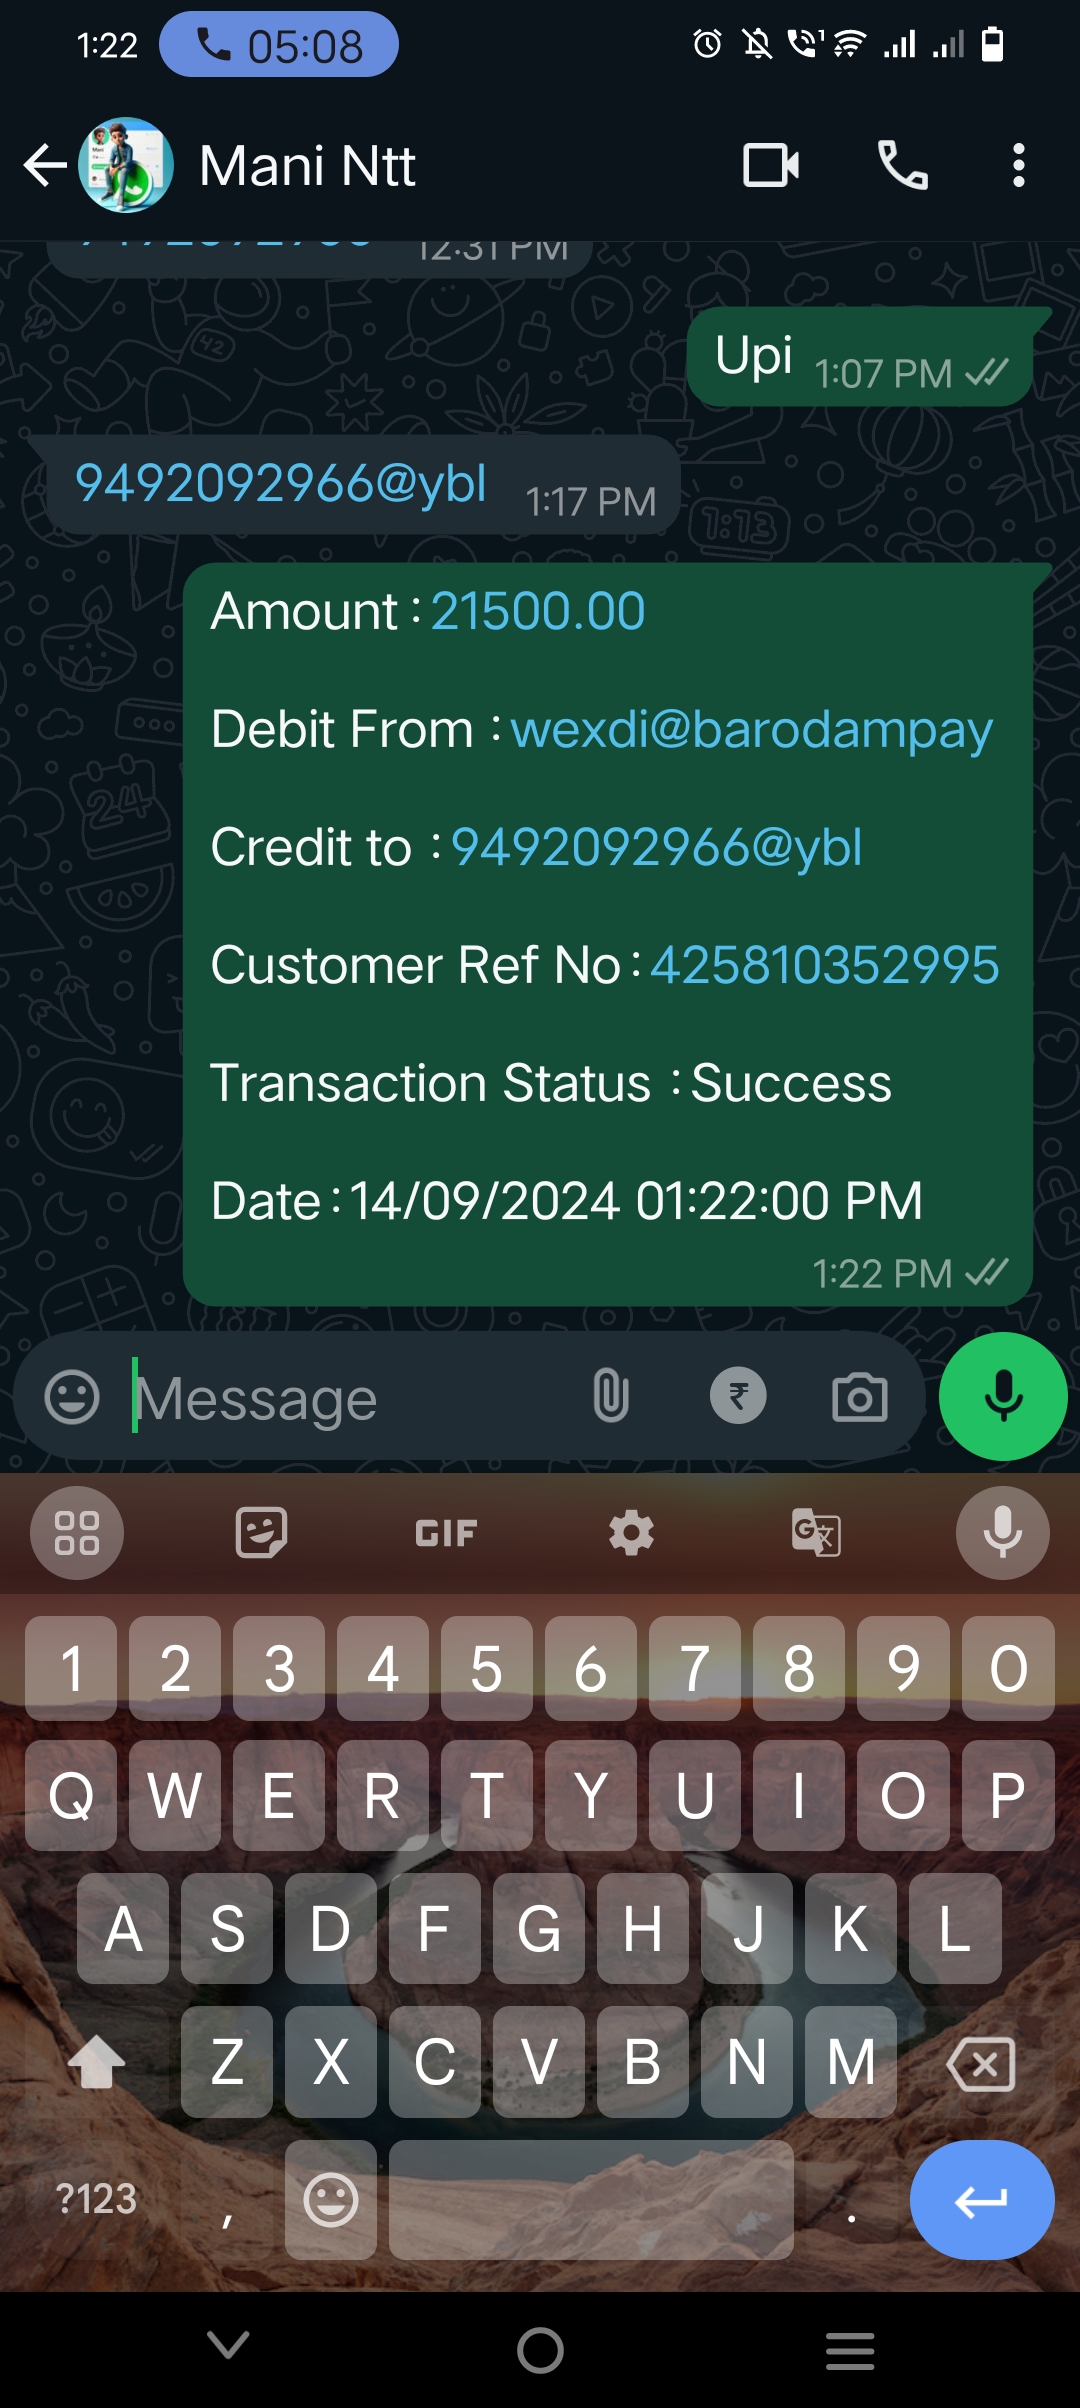 1:22 05:08
Mani Ntt
12:31 PM
Upi 1:07 PM
9492092966@ybl 1:17 PM
Amount : 21500.00
Debit From : wexdi@barodampay
Credit to : 9492092966@ybl
Customer Ref No : 425810352995
Transaction Status : Success
Date : 14/09/2024 01:22:00 PM
1:22 PM
Message ₹
GIF
1 2 3 4 5 6 7 8 9 0
Q W E R T Y U I O P
A S D F G H J K L
Z X C V B N M
?123 , .